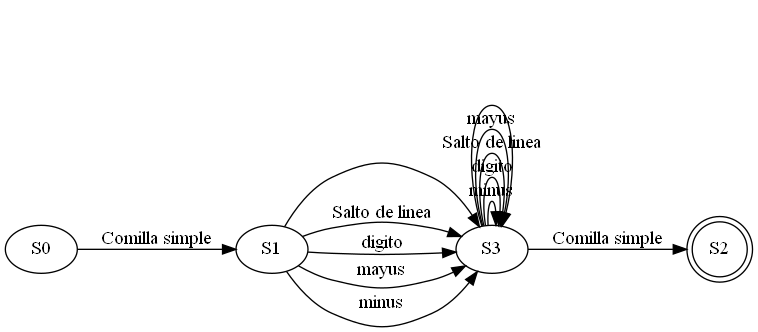 mayus
Salto de linea
digito
minus
Salto de linea
Comilla simple
digito
Comilla simple
S0
S1
S3
S2
mayus
minus